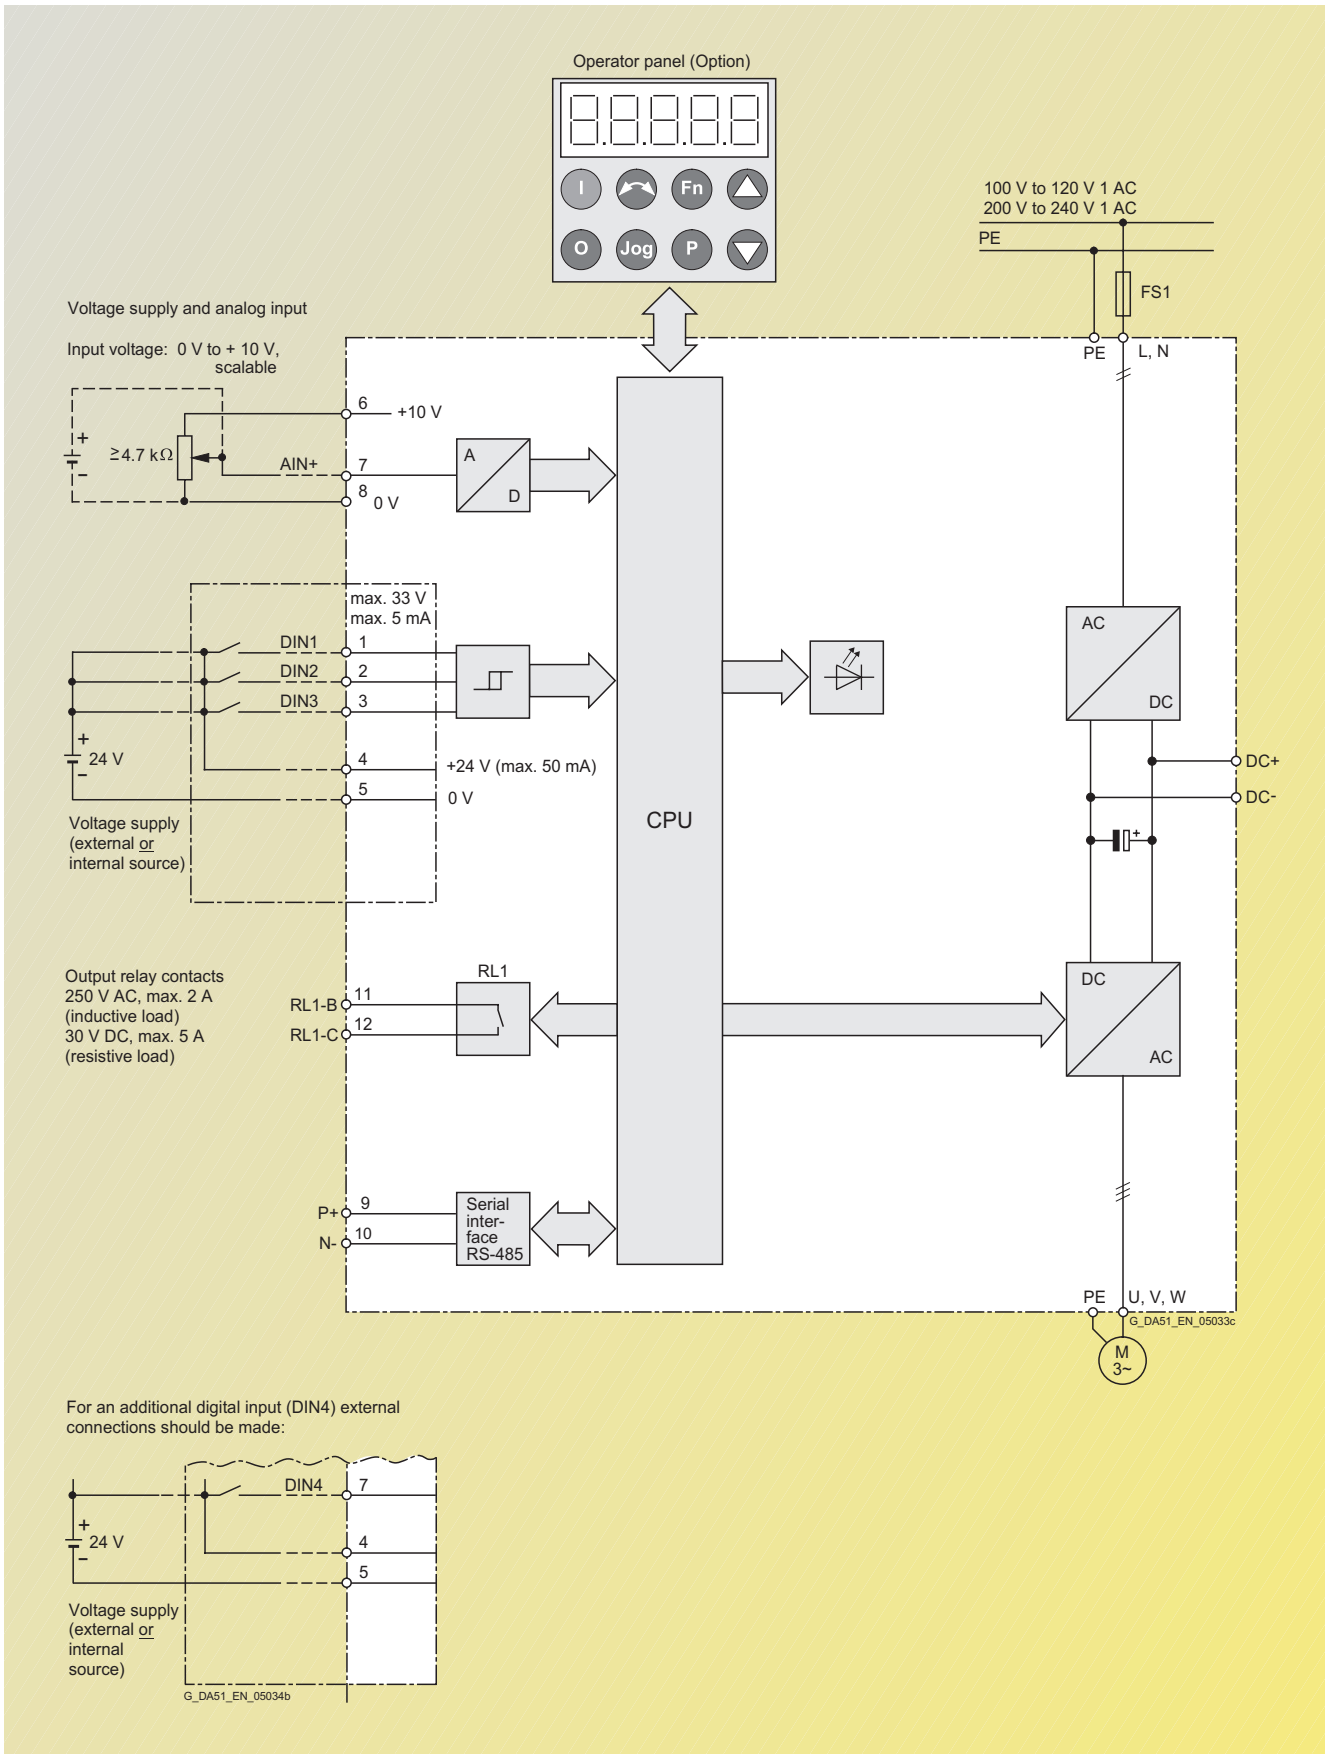 Operator panel (Option)
I
Fn
O
Jog
P
100 V to 120 V 1 AC
200 V to 240 V 1 AC
PE
FS1
PE
L, N
Voltage supply and analog input
Input voltage: 0 V to + 10 V,
scalable
6
+10 V
+
≥4.7 kΩ
–
AIN+
7
8
0 V
A
D
max. 33 V
max. 5 mA
DIN1
1
DIN2
2
DIN3
3
+
24 V
–
4
+24 V (max. 50 mA)
5
0 V
Voltage supply
(external or
internal source)
CPU
AC
DC
DC+
DC-
+
Output relay contacts
250 V AC, max. 2 A
(inductive load)
30 V DC, max. 5 A
(resistive load)
RL1
RL1-B
11
RL1-C
12
DC
AC
P+
9
N-
10
Serial
inter-
face
RS-485
PE
U, V, W
G_DA51_EN_05033c
M
3~
For an additional digital input (DIN4) external
connections should be made:
DIN4
7
+
24 V
–
4
5
Voltage supply
(external or
internal
source)
G_DA51_EN_05034b